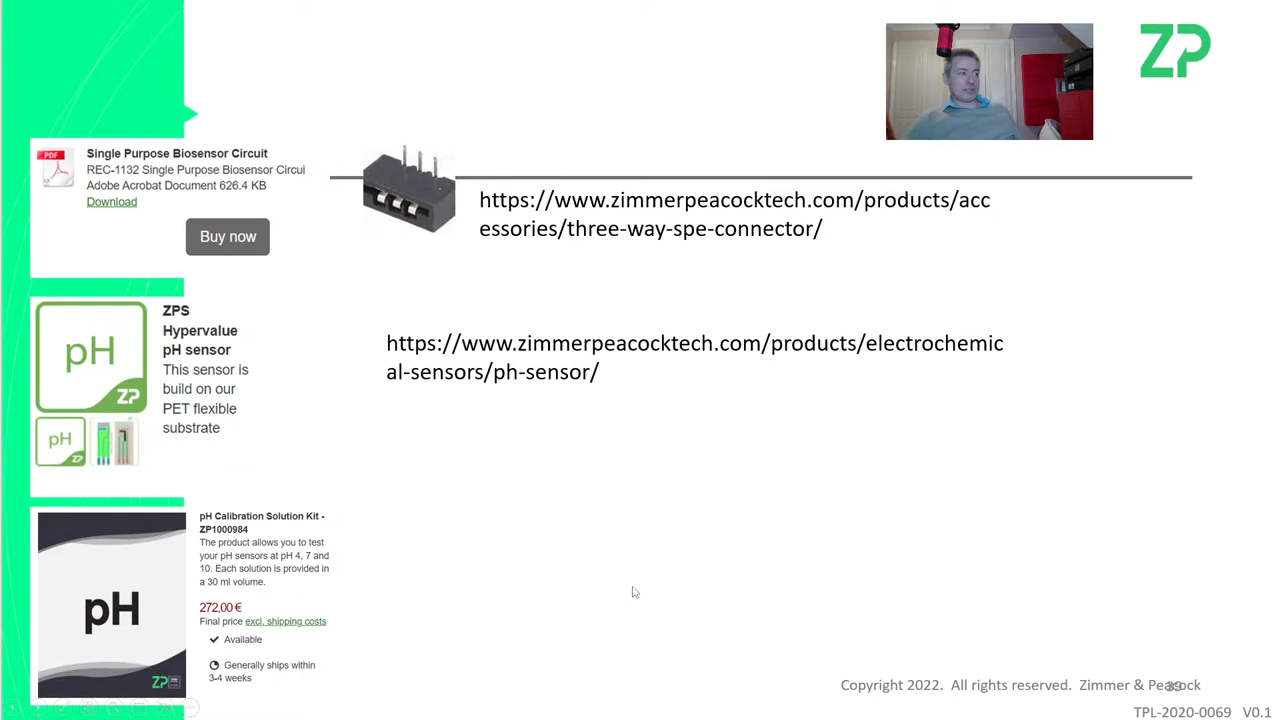 ZP
Single Purpose Biosensor Circuit
REC-1132 Single Purpose Biosensor Circui
Adobe Acrobat Document 626.4 KB
Download
Buy now
https://www.zimmerpeacocktech.com/products/acc
essories/three-way-spe-connector/
ZPS
Hypervalue
pH sensor
This sensor is
build on our
PET flexible
substrate
pH
ZP
pH
https://www.zimmerpeacocktech.com/products/electrochemic
al-sensors/ph-sensor/
pH Calibration Solution Kit -
ZP1000984
The product allows you to test
your pH sensors at pH 4, 7 and
10. Each solution is provided in
a 30 ml volume.
272,00 €
Final price excl. shipping costs
Available
Generally ships within
3-4 weeks
pH
ZP
Copyright 2022. All rights reserved. Zimmer & Peacock
TPL-2020-0069 V0.1